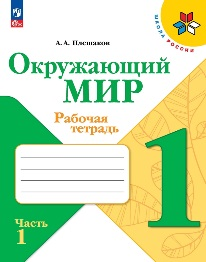 ШКОЛА РОССИИ
А. А. Плешаков
Окружающий
МИР
Рабочая тетрадь
1
Часть
1